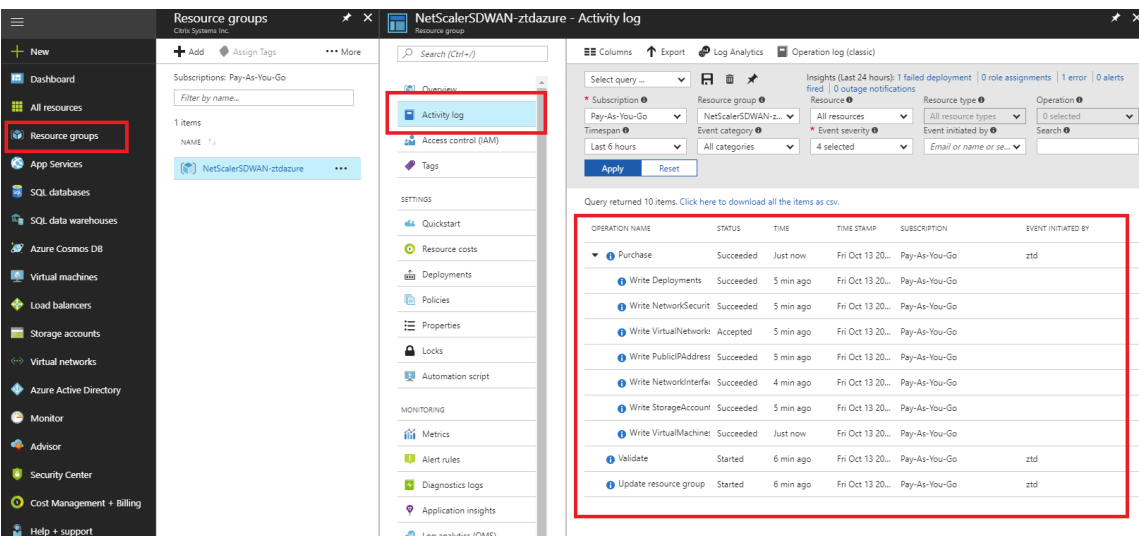 Resource groups
Citrix Systems Inc.
NetScalerSDWAN-ztdazure - Activity log
Resource group
New
Dashboard
All resources
Resource groups
App Services
SQL databases
SQL data warehouses
Azure Cosmos DB
Virtual machines
Load balancers
Storage accounts
Virtual networks
Azure Active Directory
Monitor
Advisor
Security Center
Cost Management + Billing
Help + support
Add Assign Tags ••• More
Subscriptions: Pay-As-You-Go
Filter by name...
1 items
NAME
NetScalerSDWAN-ztdazure •••
Search (Ctrl+/)
Overview
Activity log
Access control (IAM)
Tags
SETTINGS
Quickstart
Resource costs
Deployments
Policies
Properties
Locks
Automation script
MONITORING
Metrics
Alert rules
Diagnostics logs
Application insights
Log analytics (OMS)
Columns Export Log Analytics Operation log (classic)
Select query ...
Insights (Last 24 hours): 1 failed deployment | 0 role assignments | 1 error | 0 alerts
fired | 0 outage notifications
* Subscription Resource group Resource Resource type Operation
Pay-As-You-Go NetScalerSDWAN-z... All resources All resource types 0 selected
Timespan Event category * Event severity Event initiated by Search
Last 6 hours All categories 4 selected Email or name or se...
Apply Reset
Query returned 10 items. Click here to download all the items as csv.
OPERATION NAME STATUS TIME TIME STAMP SUBSCRIPTION EVENT INITIATED BY
Purchase Succeeded Just now Fri Oct 13 20... Pay-As-You-Go ztd
Write Deployments Succeeded 5 min ago Fri Oct 13 20... Pay-As-You-Go
Write NetworkSecurit Succeeded 5 min ago Fri Oct 13 20... Pay-As-You-Go
Write VirtualNetworks Accepted 5 min ago Fri Oct 13 20... Pay-As-You-Go
Write PublicIPAddress Succeeded 5 min ago Fri Oct 13 20... Pay-As-You-Go
Write NetworkInterfac Succeeded 4 min ago Fri Oct 13 20... Pay-As-You-Go
Write StorageAccount Succeeded 5 min ago Fri Oct 13 20... Pay-As-You-Go
Write VirtualMachines Succeeded Just now Fri Oct 13 20... Pay-As-You-Go
Validate Started 6 min ago Fri Oct 13 20... Pay-As-You-Go ztd
Update resource group Started 6 min ago Fri Oct 13 20... Pay-As-You-Go ztd